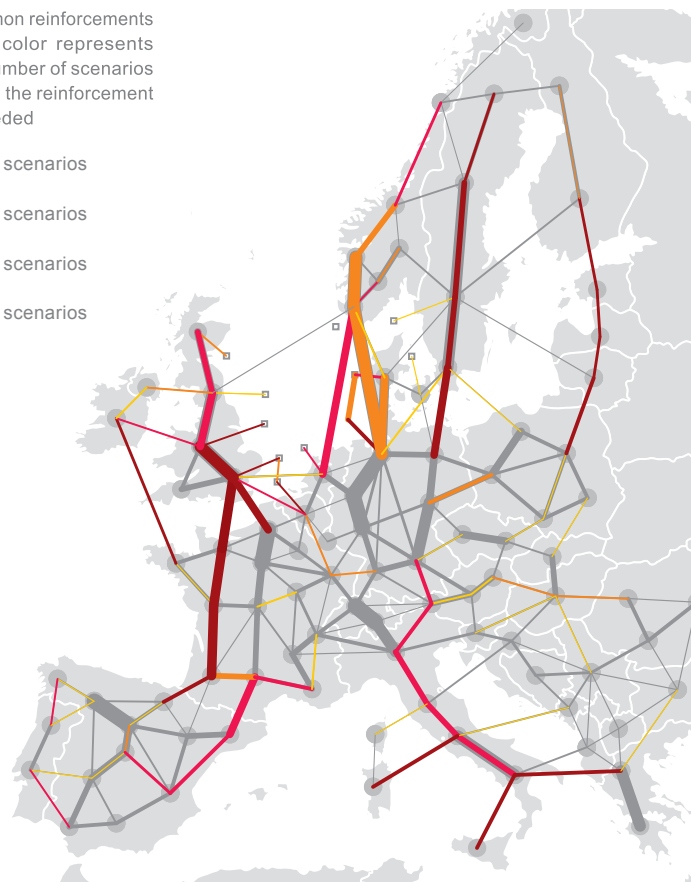 non reinforcements
color represents
mber of scenarios
the reinforcement
ded
scenarios
scenarios
scenarios
scenarios